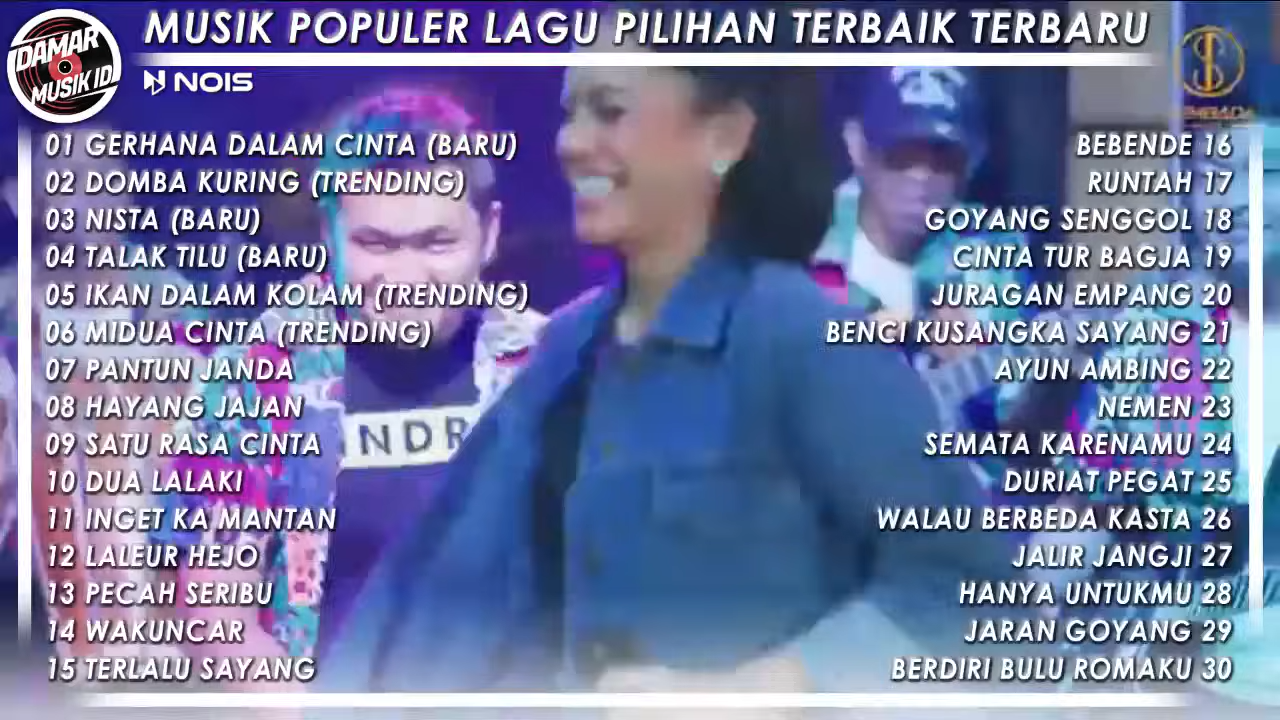 DAMAR
MUSIK ID
MUSIK POPULER LAGU PILIHAN TERBAIK TERBARU
NOIS
01 GERHANA DALAM CINTA (BARU)
02 DOMBA KURING (TRENDING)
03 NISTA (BARU)
04 TALAK TILU (BARU)
05 IKAN DALAM KOLAM (TRENDING)
06 MIDUA CINTA (TRENDING)
07 PANTUN JANDA
08 HAYANG JAJAN
09 SATU RASA CINTA
10 DUA LALAKI
11 INGET KA MANTAN
12 LALEUR HEJO
13 PECAH SERIBU
14 WAKUNCAR
15 TERLALU SAYANG
BEBENDE 16
RUNTAH 17
GOYANG SENGGOL 18
CINTA TUR BAGJA 19
JURAGAN EMPANG 20
BENCI KUSANGKA SAYANG 21
AYUN AMBING 22
NEMEN 23
SEMATA KARENAMU 24
DURIAT PEGAT 25
WALAU BERBEDA KASTA 26
JALIR JANGJI 27
HANYA UNTUKMU 28
JARAN GOYANG 29
BERDIRI BULU ROMAKU 30
INDR